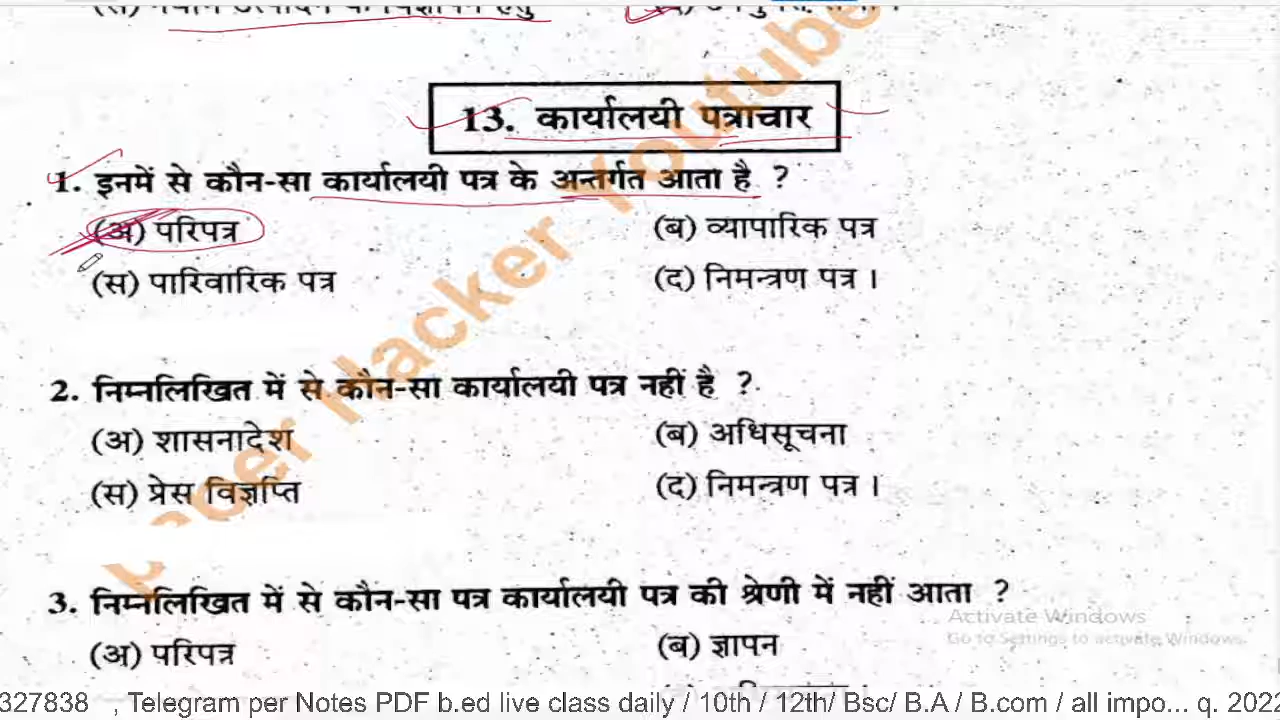 13. कार्यालयी पत्राचार
1. इनमें से कौन-सा कार्यालयी पत्र के अन्तर्गत आता है ?
(अ) परिपत्र (ब) व्यापारिक पत्र
(स) पारिवारिक पत्र (द) निमन्त्रण पत्र ।
2. निम्नलिखित में से कौन-सा कार्यालयी पत्र नहीं है ?
(अ) शासनादेश (ब) अधिसूचना
(स) प्रेस विज्ञप्ति (द) निमन्त्रण पत्र ।
3. निम्नलिखित में से कौन-सा पत्र कार्यालयी पत्र की श्रेणी में नहीं आता ?
(अ) परिपत्र (ब) ज्ञापन
Hacker Youtube
Activate Windows
Go to Settings to activate Windows.
327838 , Telegram per Notes PDF b.ed live class daily / 10th / 12th/ Bsc/ B.A / B.com / all impo... q. 2022